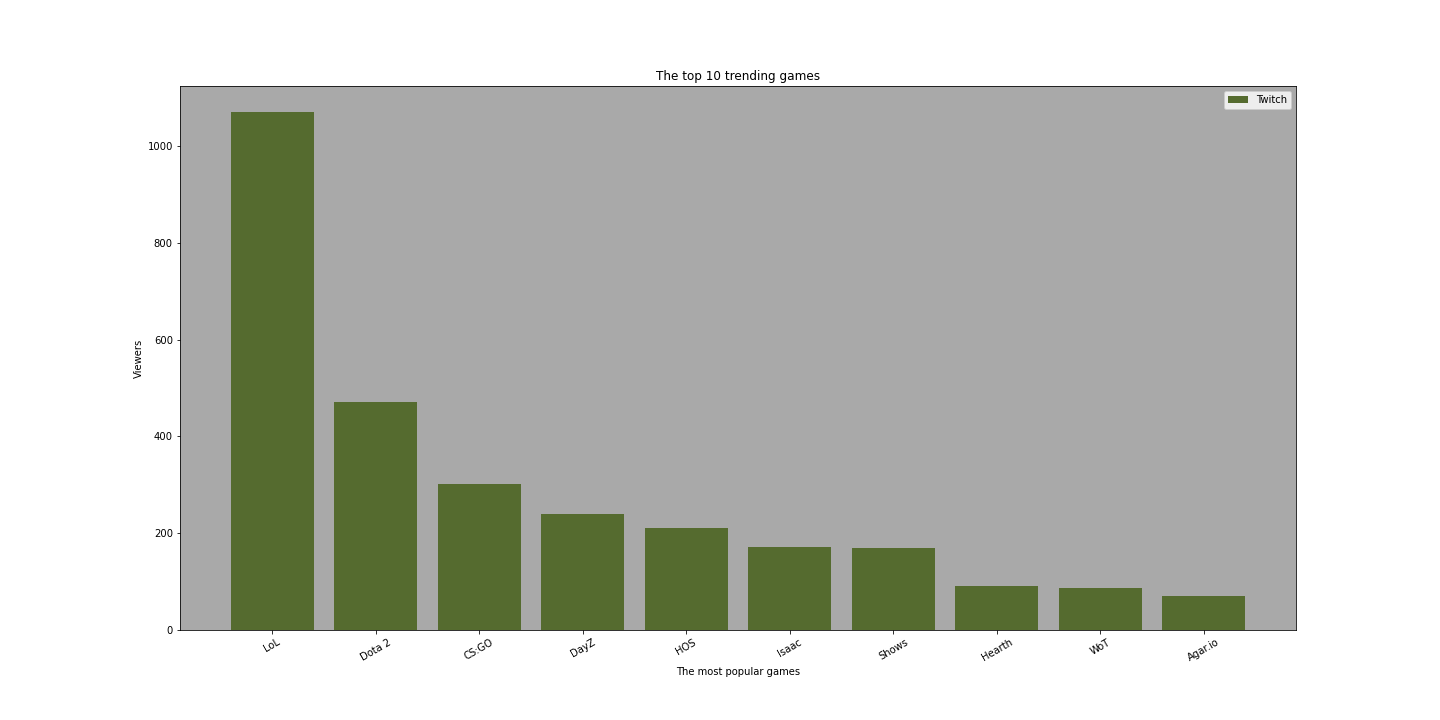 The top 10 trending games
Twitch
Viewers
1000
800
600
400
200
0
LoL
Dota 2
CS:GO
DayZ
HOS
Isaac
Shows
Hearth
WoT
Agar.io
The most popular games